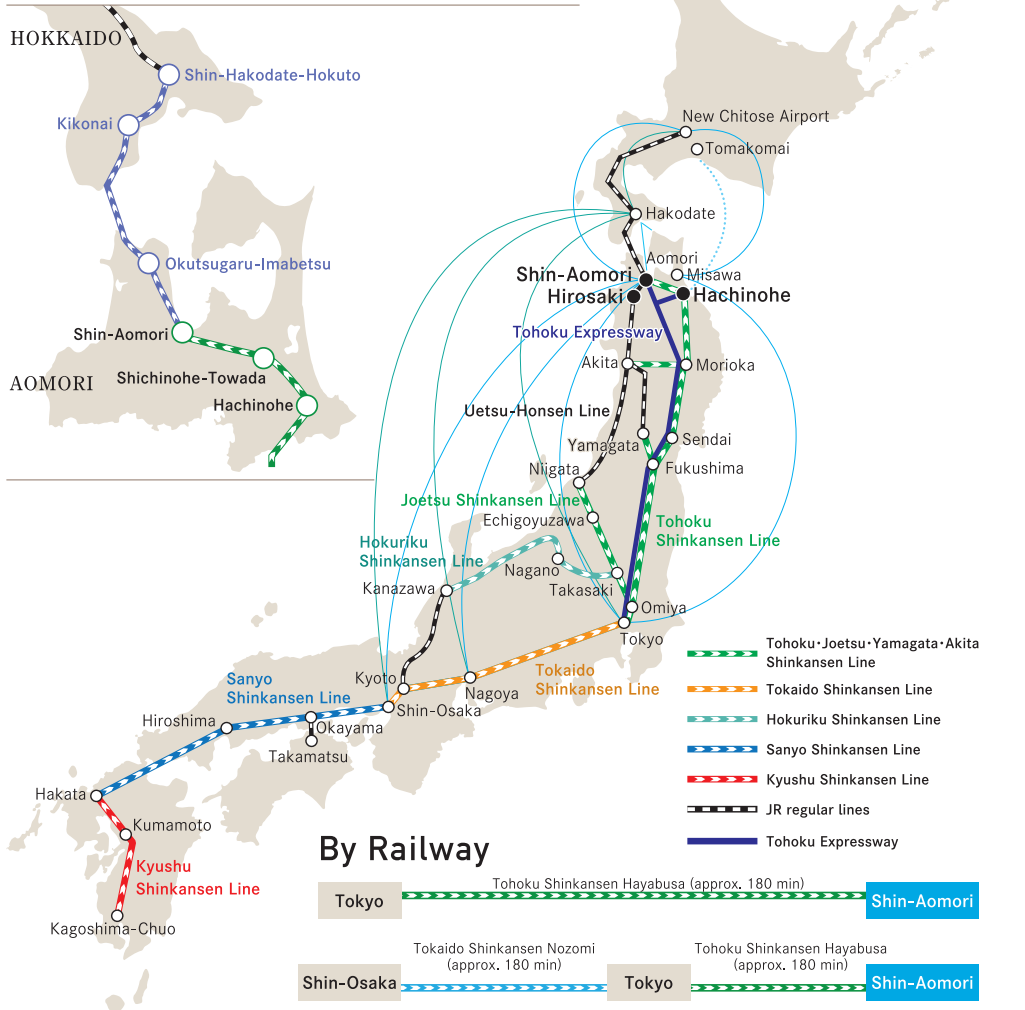 HOKKAIDO
Shin-Hakodate-Hokuto
Kikonai
Okutsugaru-Imabetsu
Shin-Aomori
Shichinohe-Towada
AOMORI
Hachinohe
New Chitose Airport
Tomakomai
Hakodate
Aomori
Shin-Aomori
Misawa
Hirosaki
Hachinohe
Tohoku Expressway
Akita
Morioka
Uetsu-Honsen Line
Yamagata
Sendai
Niigata
Fukushima
Joetsu Shinkansen Line
Echigoyuzawa
Tohoku
Shinkansen Line
Hokuriku
Shinkansen Line
Nagano
Kanazawa
Takasaki
Omiya
Tokyo
Tokaido
Shinkansen Line
Kyoto
Nagoya
Sanyo
Shinkansen Line
Shin-Osaka
Hiroshima
Okayama
Takamatsu
Hakata
Kumamoto
Kyushu
Shinkansen Line
Kagoshima-Chuo
Tohoku・Joetsu・Yamagata・Akita
Shinkansen Line
Tokaido Shinkansen Line
Hokuriku Shinkansen Line
Sanyo Shinkansen Line
Kyushu Shinkansen Line
JR regular lines
Tohoku Expressway
By Railway
Tokyo
Tohoku Shinkansen Hayabusa (approx. 180 min)
Shin-Aomori
Shin-Osaka
Tokaido Shinkansen Nozomi
(approx. 180 min)
Tokyo
Tohoku Shinkansen Hayabusa
(approx. 180 min)
Shin-Aomori